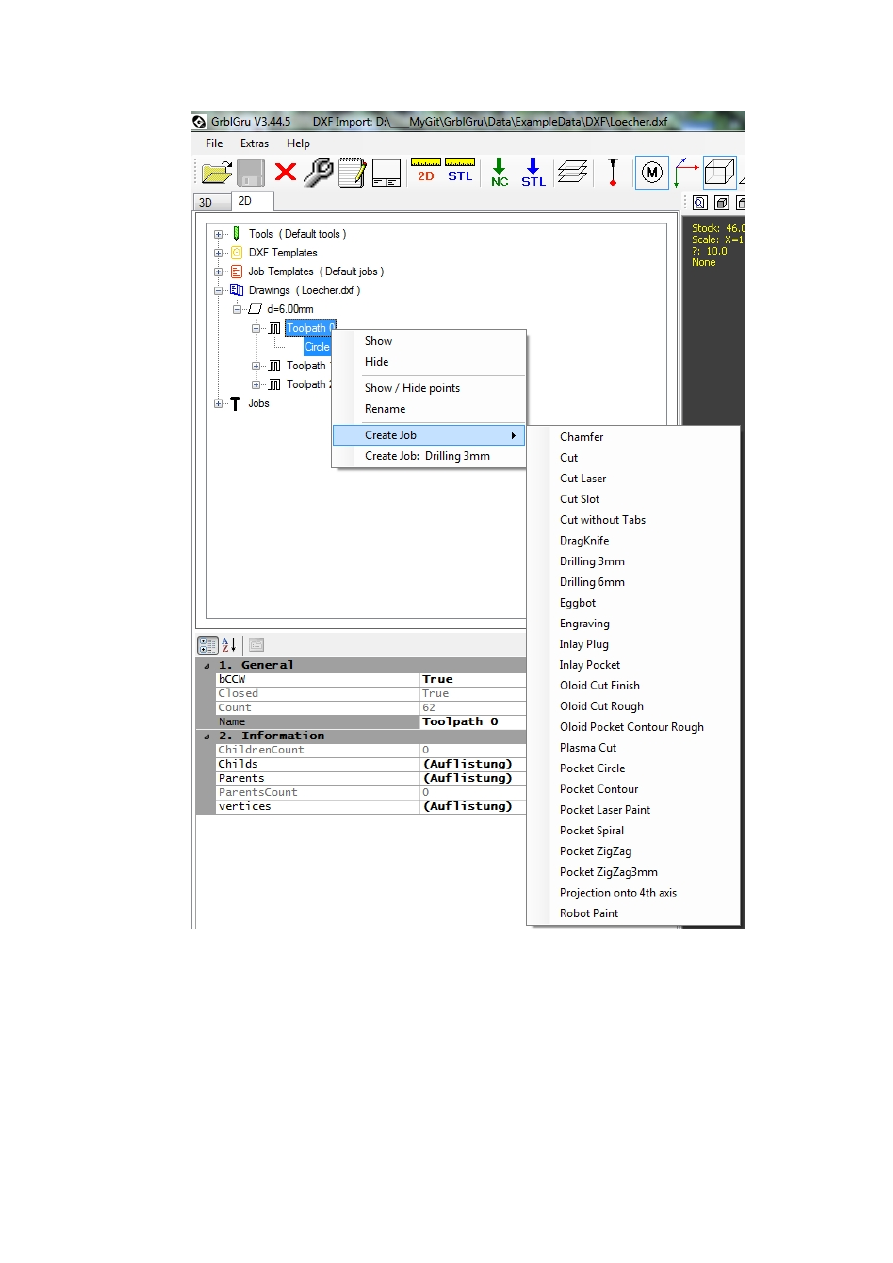 GrblGru V3.44.5 DXF Import: D:\___MyGit\GrblGru\Data\ExampleData\DXF\Loecher.dxf
File Extras Help
2D STL NC STL M
3D 2D
Tools ( Default tools )
DXF Templates
Job Templates ( Default jobs )
Drawings ( Loecher.dxf )
d=6.00mm
Toolpath 0
Circle
Toolpath
Toolpath 2
Jobs
Stock: 46.0
Scale: X-1
?: 10.0
None
Show
Hide
Show / Hide points
Rename
Create Job
Create Job: Drilling 3mm
Chamfer
Cut
Cut Laser
Cut Slot
Cut without Tabs
DragKnife
Drilling 3mm
Drilling 6mm
Eggbot
Engraving
Inlay Plug
Inlay Pocket
Oloid Cut Finish
Oloid Cut Rough
Oloid Pocket Contour Rough
Plasma Cut
Pocket Circle
Pocket Contour
Pocket Laser Paint
Pocket Spiral
Pocket ZigZag
Pocket ZigZag3mm
Projection onto 4th axis
Robot Paint
A
Z
1. General
bCCW True
Closed True
Count 62
Name Toolpath 0
2. Information
ChildrenCount 0
Childs (Auflistung)
Parents (Auflistung)
ParentsCount 0
vertices (Auflistung)